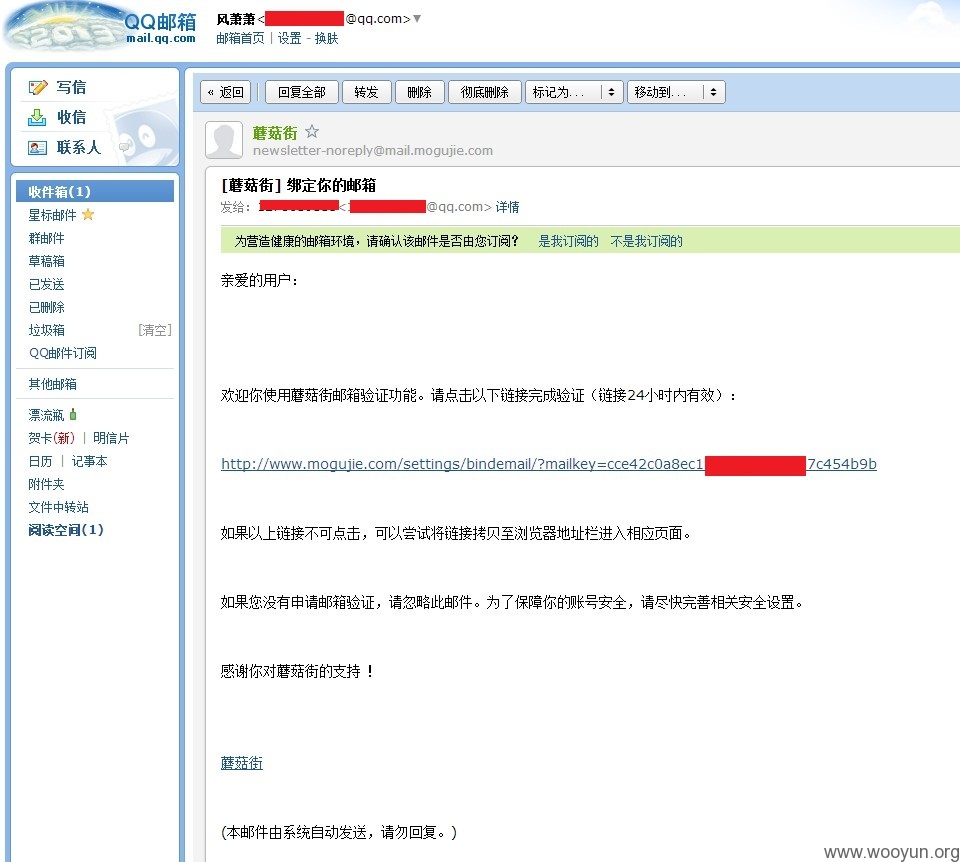 2013 QQ邮箱
mail.qq.com
风萧萧<@qq.com>
邮箱首页 | 设置 - 换肤
写信
收信
联系人
收件箱(1)
星标邮件
群邮件
草稿箱
已发送
已删除
垃圾箱 [清空]
QQ邮件订阅
其他邮箱
漂流瓶
贺卡(新) | 明信片
日历 | 记事本
附件夹
文件中转站
阅读空间(1)
« 返回 回复全部 转发 删除 彻底删除 标记为... 移动到...
蘑菇街
newsletter-noreply@mail.mogujie.com
[蘑菇街] 绑定你的邮箱
发给: <@qq.com> 详情
为营造健康的邮箱环境，请确认该邮件是否由您订阅? 是我订阅的 不是我订阅的
亲爱的用户：
欢迎你使用蘑菇街邮箱验证功能。请点击以下链接完成验证（链接24小时内有效）：
http://www.mogujie.com/settings/bindemail/?mailkey=cce42c0a8ec1 7c454b9b
如果以上链接不可点击，可以尝试将链接拷贝至浏览器地址栏进入相应页面。
如果您没有申请邮箱验证，请忽略此邮件。为了保障你的账号安全，请尽快完善相关安全设置。
感谢你对蘑菇街的支持！
蘑菇街
(本邮件由系统自动发送，请勿回复。)
www.wooyun.org